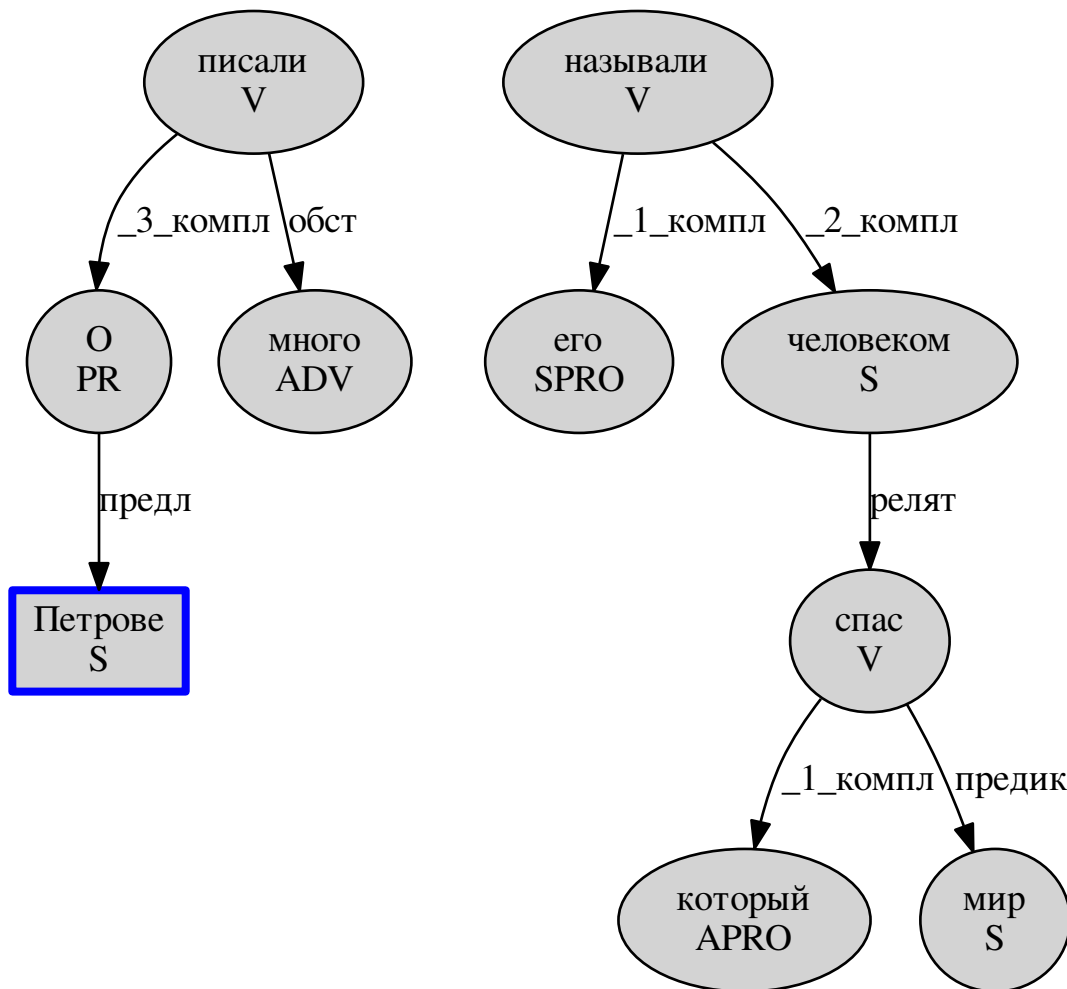 писали
V
называли
V
_3_компл
обст
_1_компл
_2_компл
О
PR
много
ADV
его
SPRO
человеком
S
предл
релят
Петрове
S
спас
V
_1_компл
предик
который
APRO
мир
S